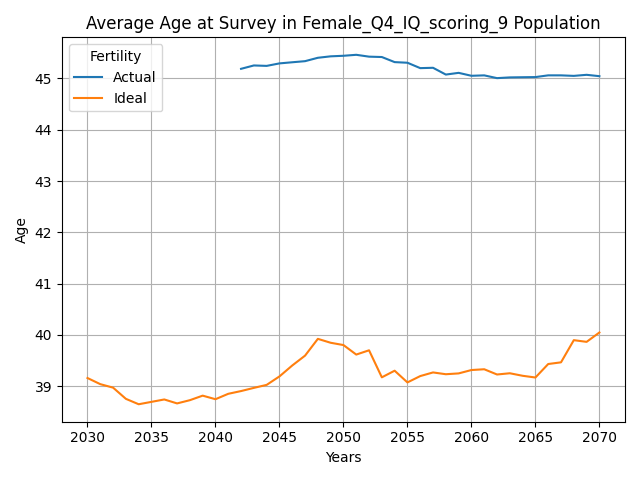 Average Age at Survey in Female_Q4_IQ_scoring_9 Population
Fertility
Actual
Ideal
45
44
43
42
41
40
39
Age
2030 2035 2040 2045 2050 2055 2060 2065 2070
Years